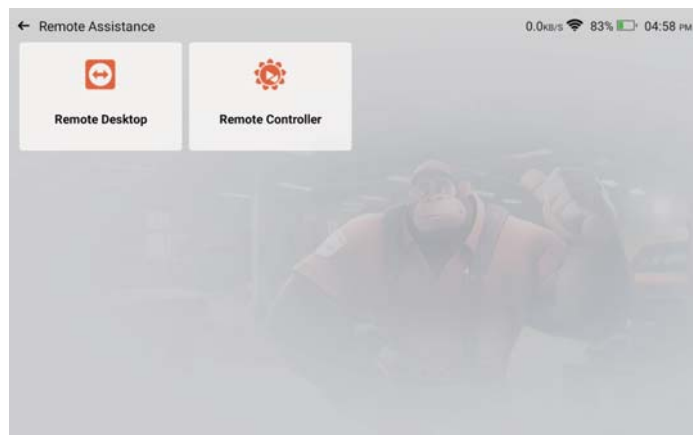 ← Remote Assistance
0.0KB/S 83% 04:58 PM
Remote Desktop
Remote Controller